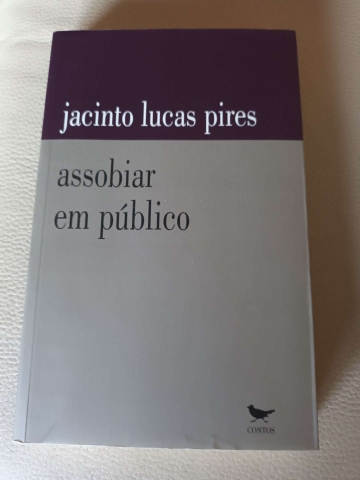 jacinto lucas pires
assobiar
em público
CONTOS